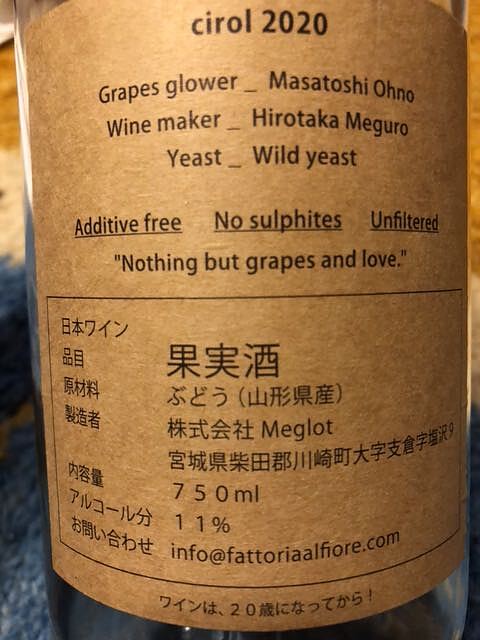 cirol 2020
Grapes glower _ Masatoshi Ohno
Wine maker _ Hirotaka Meguro
Yeast _ Wild yeast
Additive free No sulphites Unfiltered
"Nothing but grapes and love."
日本ワイン
品目 果実酒
原材料 ぶどう（山形県産）
製造者 株式会社 Meglot
宮城県柴田郡川崎町大字支倉字塩沢９
内容量 ７５０ml
アルコール分 １１%
お問い合わせ info@fattoriaalfiore.com
ワインは、２０歳になってから！